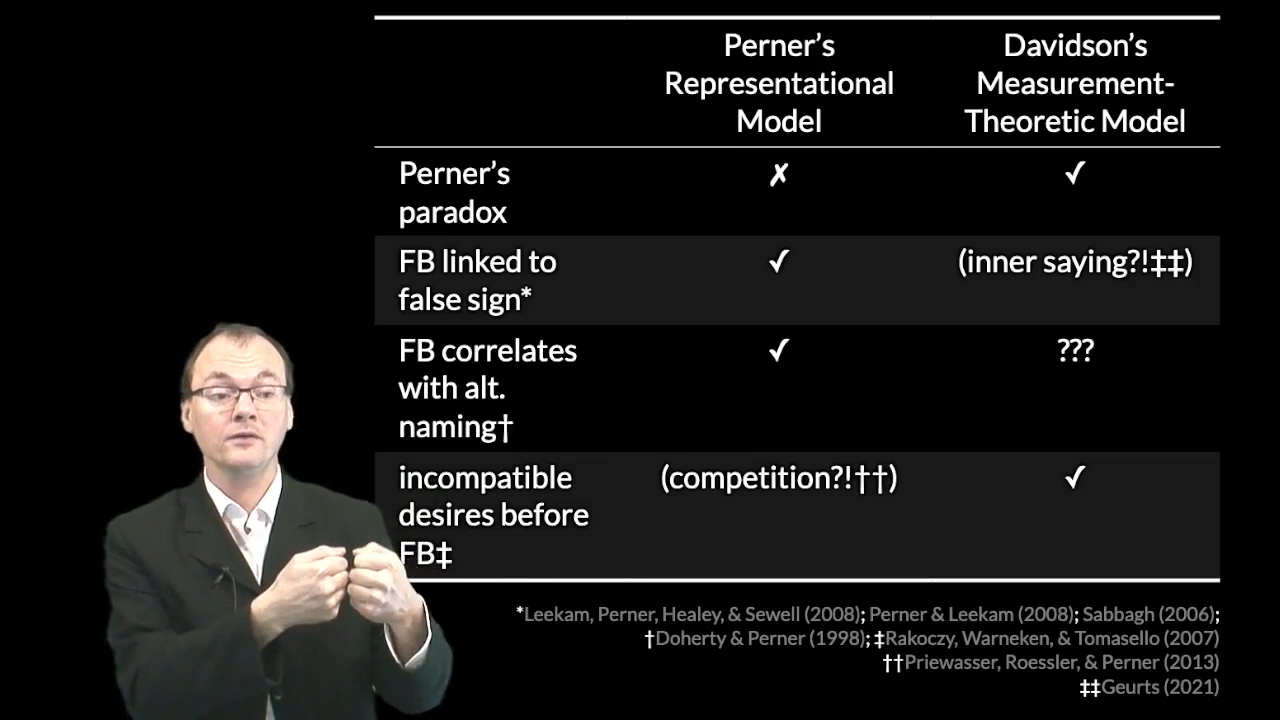 Perner’s
Representational
Model
Davidson’s
Measurement-
Theoretic Model
Perner’s
paradox
✗
✓
FB linked to
false sign*
✓
(inner saying?!‡‡)
FB correlates
with alt.
naming†
✓
???
incompatible
desires before
FB‡
(competition?!††)
✓
*Leekam, Perner, Healey, & Sewell (2008); Perner & Leekam (2008); Sabbagh (2006);
†Doherty & Perner (1998); ‡Rakoczy, Warneken, & Tomasello (2007)
††Priewasser, Roessler, & Perner (2013)
‡‡Geurts (2021)